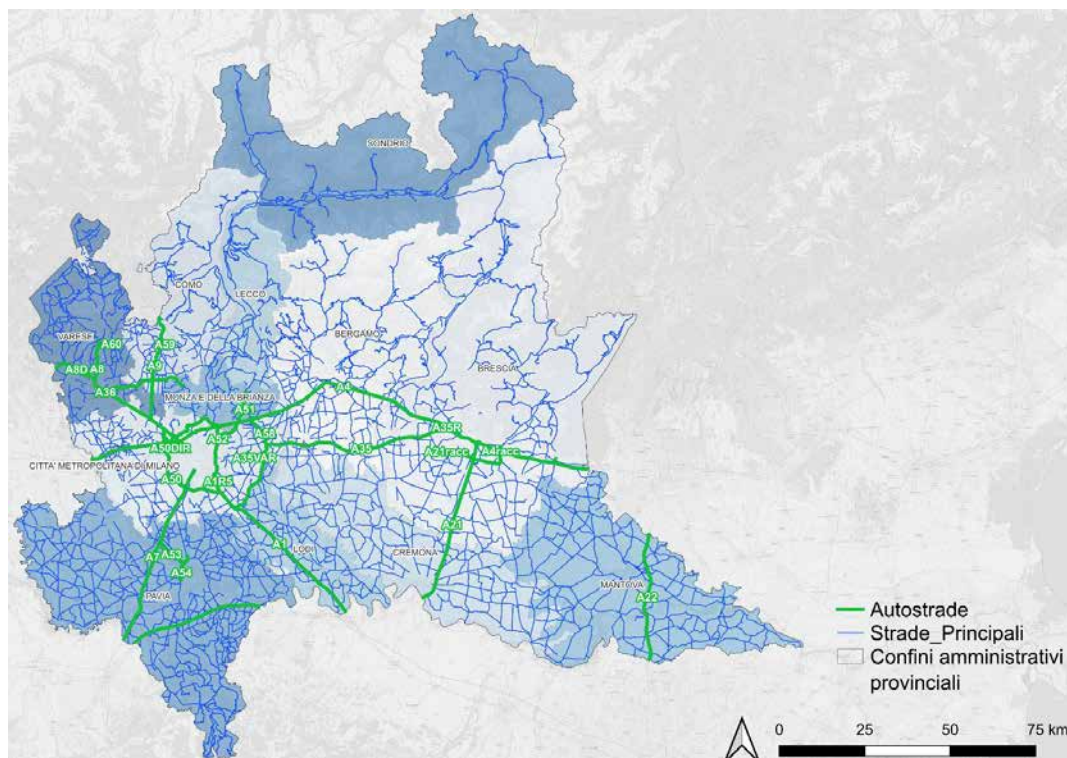 SONDRIO
COMO
LECCO
VARESE
A60
A59
BERGAMO
A8D
A8
A9
BRESCIA
A36
MONZA E DELLA BRIANZA
A4
A51
A52
A58
A35R
A50DIR
A35VAR
A35
A21racc
A4racc
CITTA' METROPOLITANA DI MILANO
A50
A1R5
A21
A1
LODI
CREMONA
A7
A53
A54
PAVIA
MANTOVA
A22
Autostrade
Strade_Principali
Confini amministrativi
provinciali
0 25 50 75 km